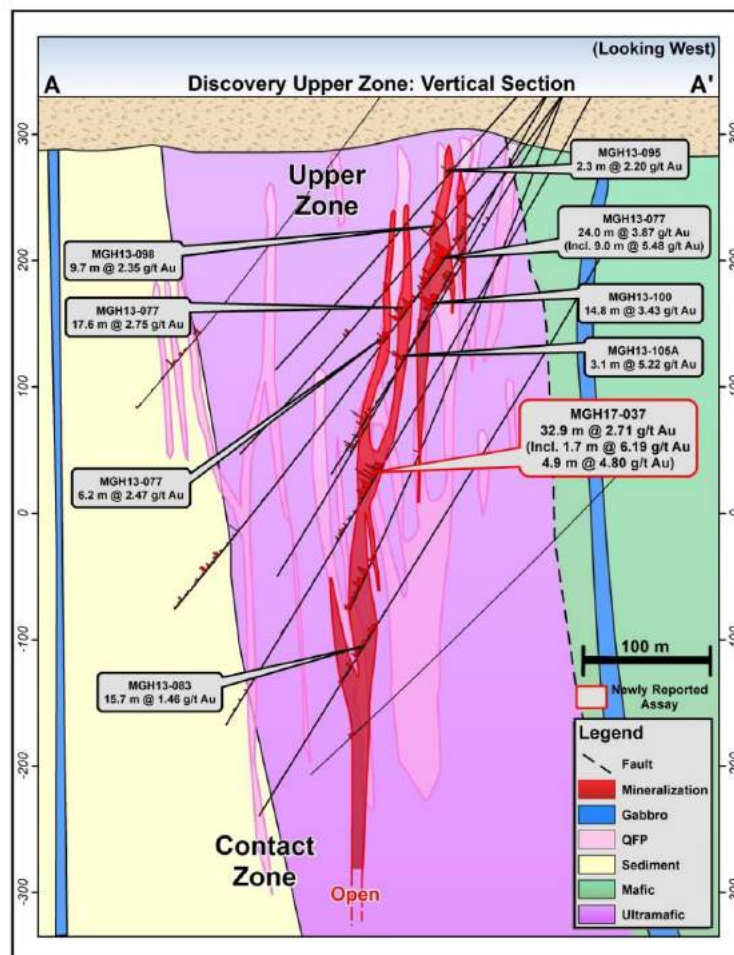 (Looking West)
A
Discovery Upper Zone: Vertical Section
A'
300
200
100
0
-100
-200
-300
300
200
100
0
-100
-200
-300
Upper
Zone
MGH13-095
2.3 m @ 2.20 g/t Au
MGH13-077
24.0 m @ 3.87 g/t Au
(Incl. 9.0 m @ 5.48 g/t Au)
MGH13-098
9.7 m @ 2.35 g/t Au
MGH13-100
14.8 m @ 3.43 g/t Au
MGH13-077
17.6 m @ 2.75 g/t Au
MGH13-105A
3.1 m @ 5.22 g/t Au
MGH17-037
32.9 m @ 2.71 g/t Au
(Incl. 1.7 m @ 6.19 g/t Au
4.9 m @ 4.80 g/t Au)
MGH13-077
6.2 m @ 2.47 g/t Au
MGH13-083
15.7 m @ 1.46 g/t Au
100 m
Newly Reported
Assay
Legend
Fault
Mineralization
Gabbro
QFP
Sediment
Mafic
Ultramafic
Contact
Zone
Open